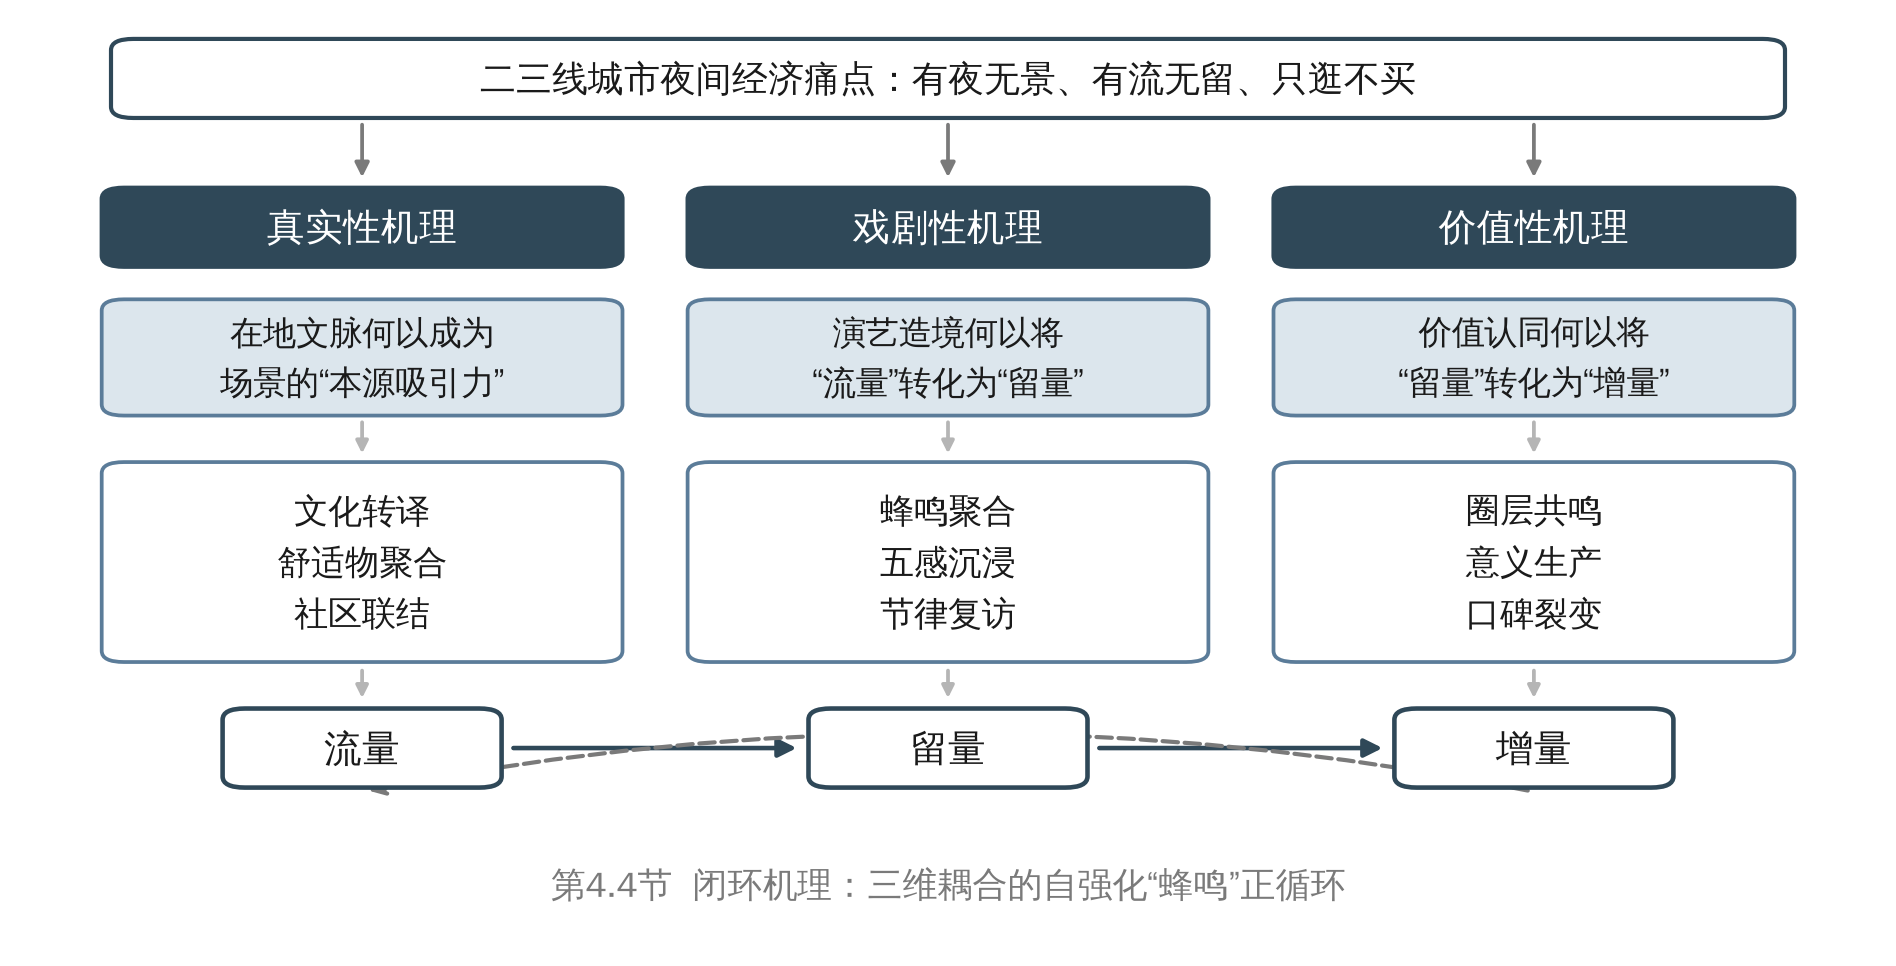 二三线城市夜间经济痛点：有夜无景、有流无留、只逛不买
真实性机理
戏剧性机理
价值性机理
在地文脉何以成为
场景的“本源吸引力”
演艺造境何以将
“流量”转化为“留量”
价值认同何以将
“留量”转化为“增量”
文化转译
舒适物聚合
社区联结
蜂鸣聚合
五感沉浸
节律复访
圈层共鸣
意义生产
口碑裂变
流量
留量
增量
第4.4节 闭环机理：三维耦合的自强化“蜂鸣”正循环